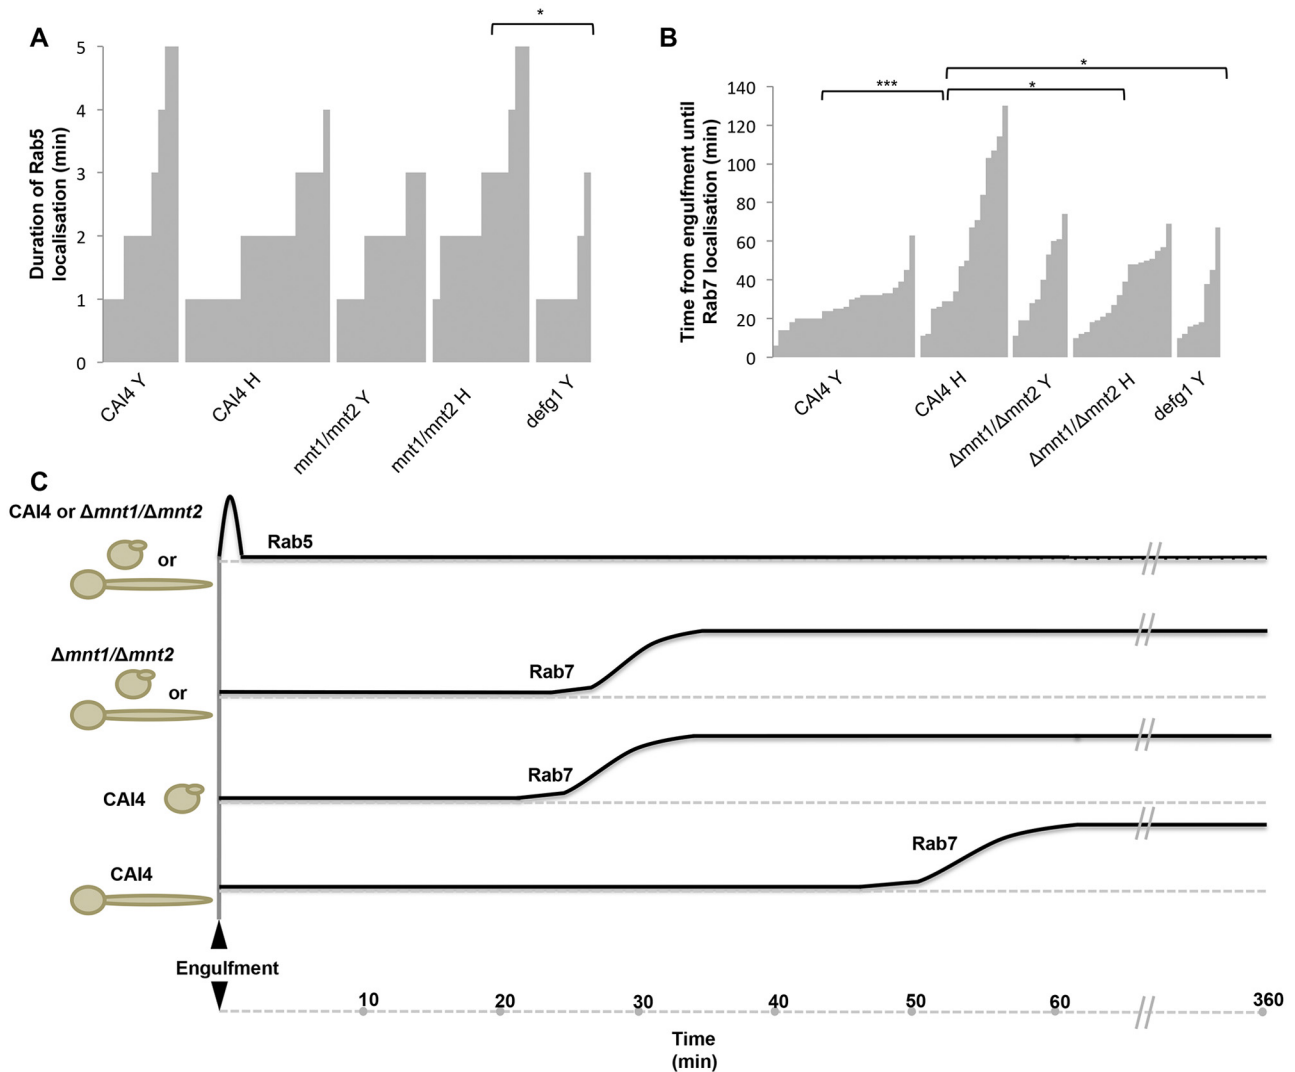 A
*
Duration of Rab5
localisation (min)
5
4
3
2
1
0
CAI4 Y
CAI4 H
mnt1/mnt2 Y
mnt1/mnt2 H
defg1 Y
B
*
***
*
Time from engulfment until
Rab7 localisation (min)
140
120
100
80
60
40
20
0
CAI4 Y
CAI4 H
Δmnt1/Δmnt2 Y
Δmnt1/Δmnt2 H
defg1 Y
C
CAI4 or Δmnt1/Δmnt2
or
Rab5
Δmnt1/Δmnt2
or
Rab7
CAI4
Rab7
CAI4
Rab7
Engulfment
10 20 30 40 50 60 360
Time
(min)